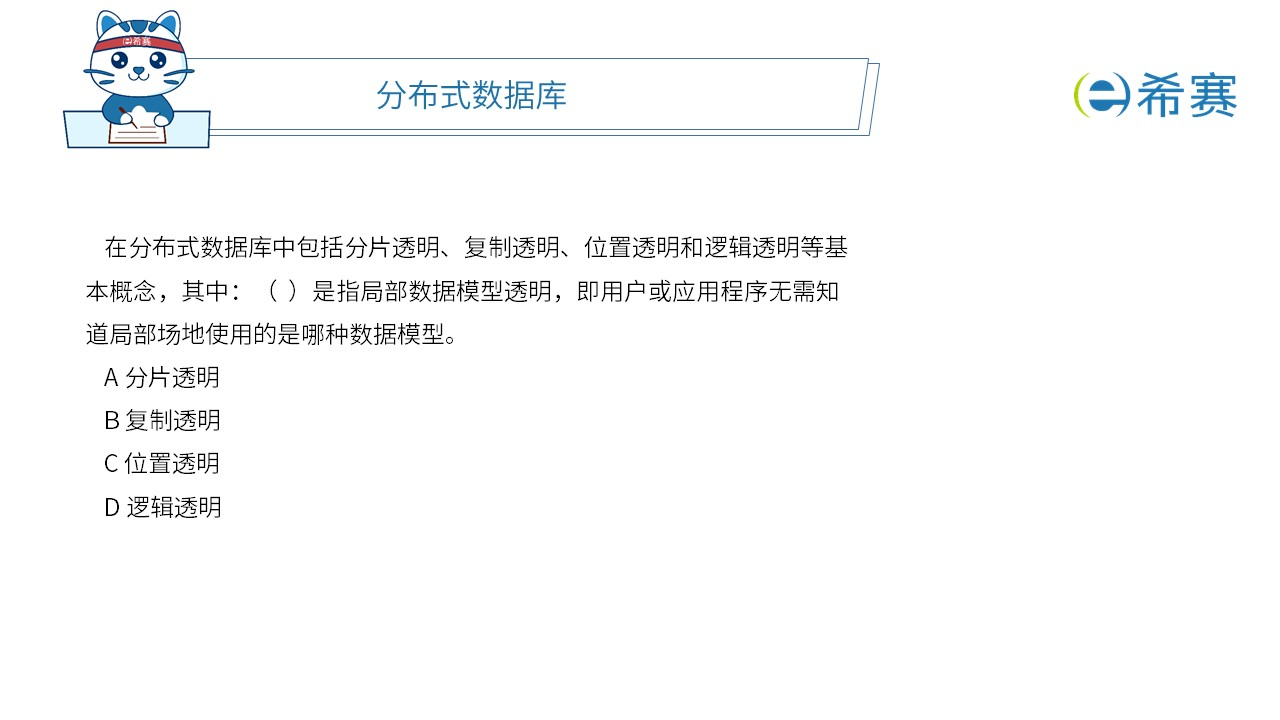 希赛
分布式数据库
希赛
在分布式数据库中包括分片透明、复制透明、位置透明和逻辑透明等基
本概念，其中：（ ）是指局部数据模型透明，即用户或应用程序无需知
道局部场地使用的是哪种数据模型。
A 分片透明
B 复制透明
C 位置透明
D 逻辑透明